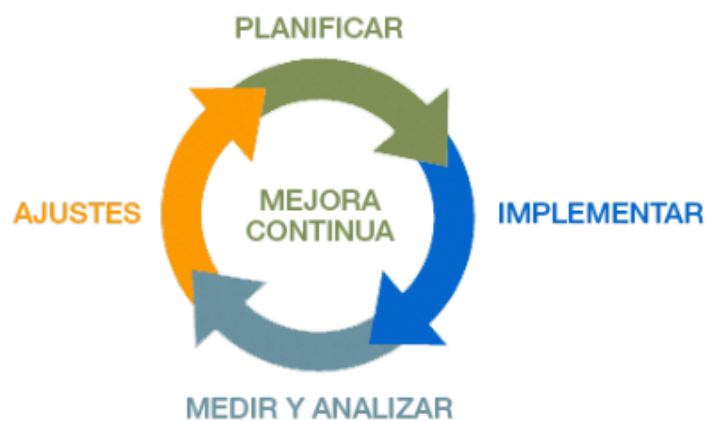 PLANIFICAR
AJUSTES
MEJORA
CONTINUA
IMPLEMENTAR
MEDIR Y ANALIZAR